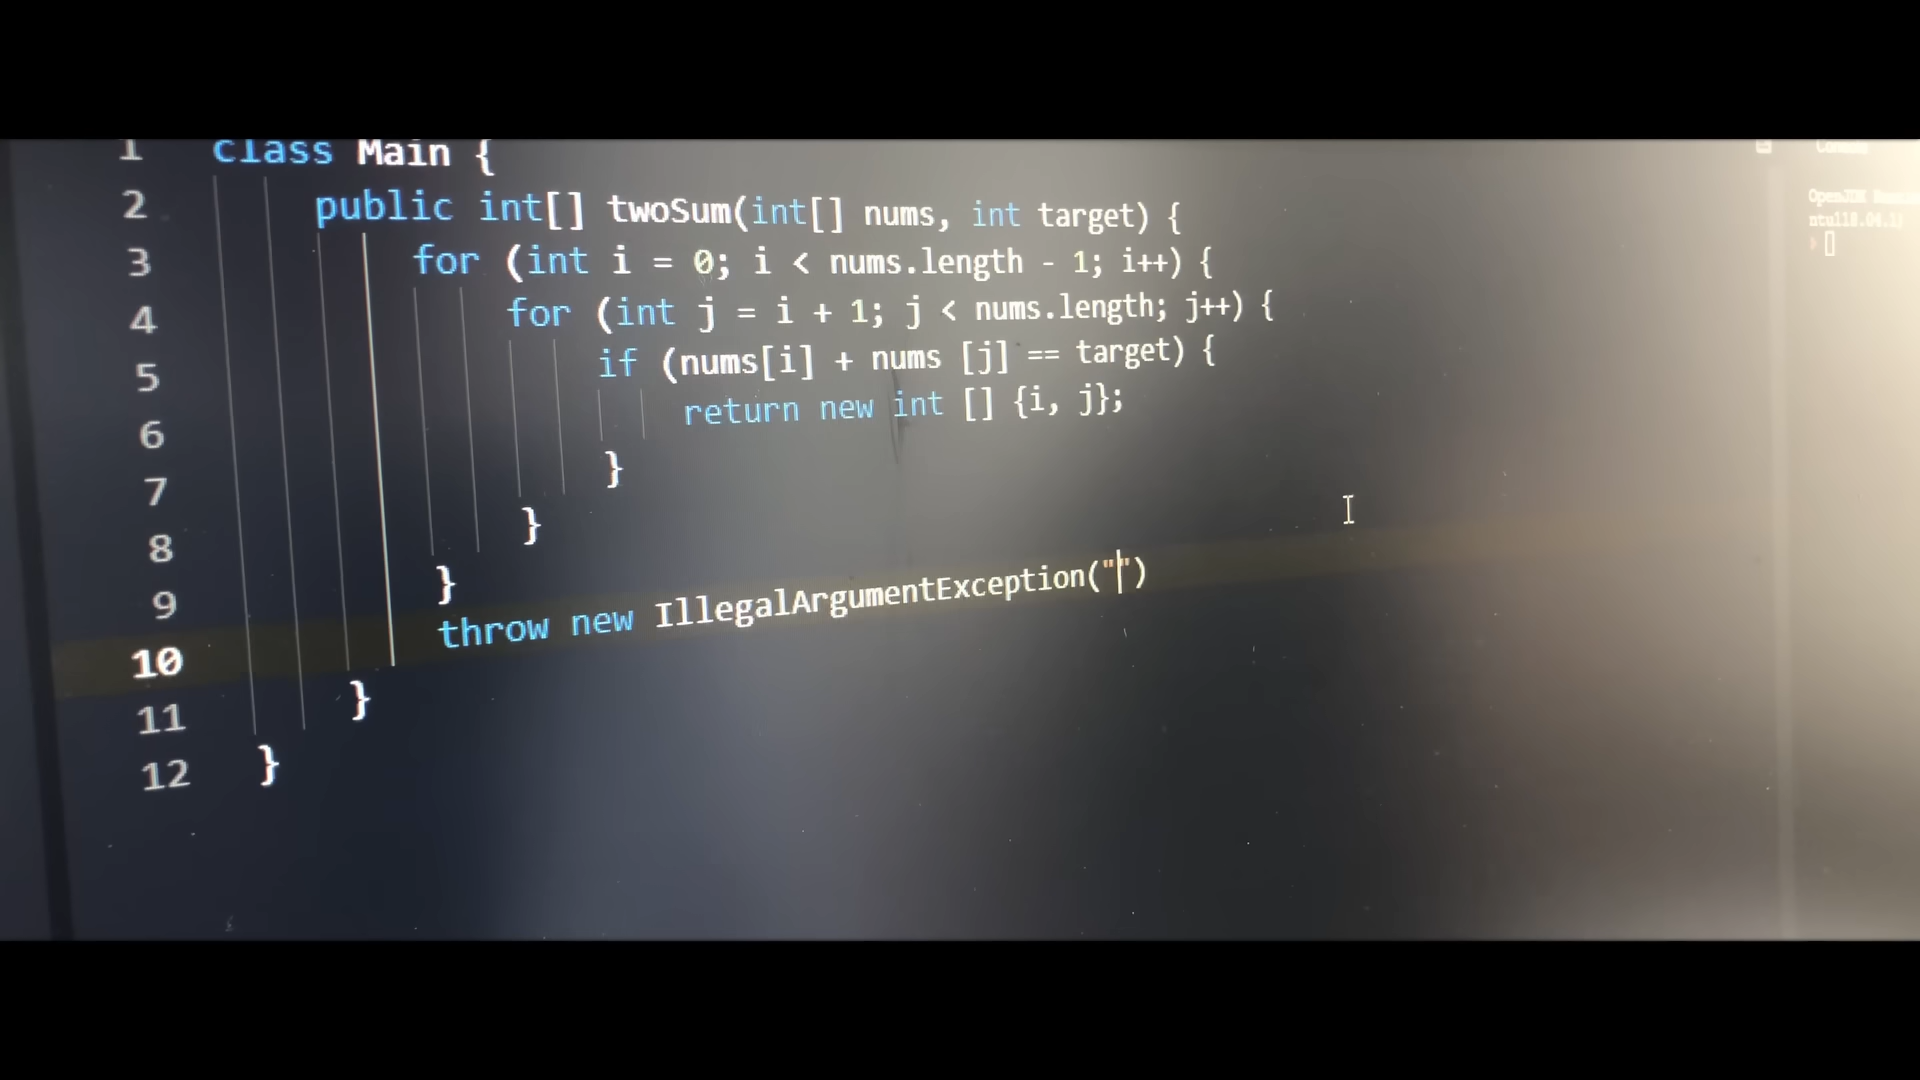 1 class Main {
2 public int[] twoSum(int[] nums, int target) {
3 for (int i = 0; i < nums.length - 1; i++) {
4 for (int j = i + 1; j < nums.length; j++) {
5 if (nums[i] + nums [j] == target) {
6 return new int [] {i, j};
7 }
8 }
9 }
10 throw new IllegalArgumentException("")
11 }
12 }